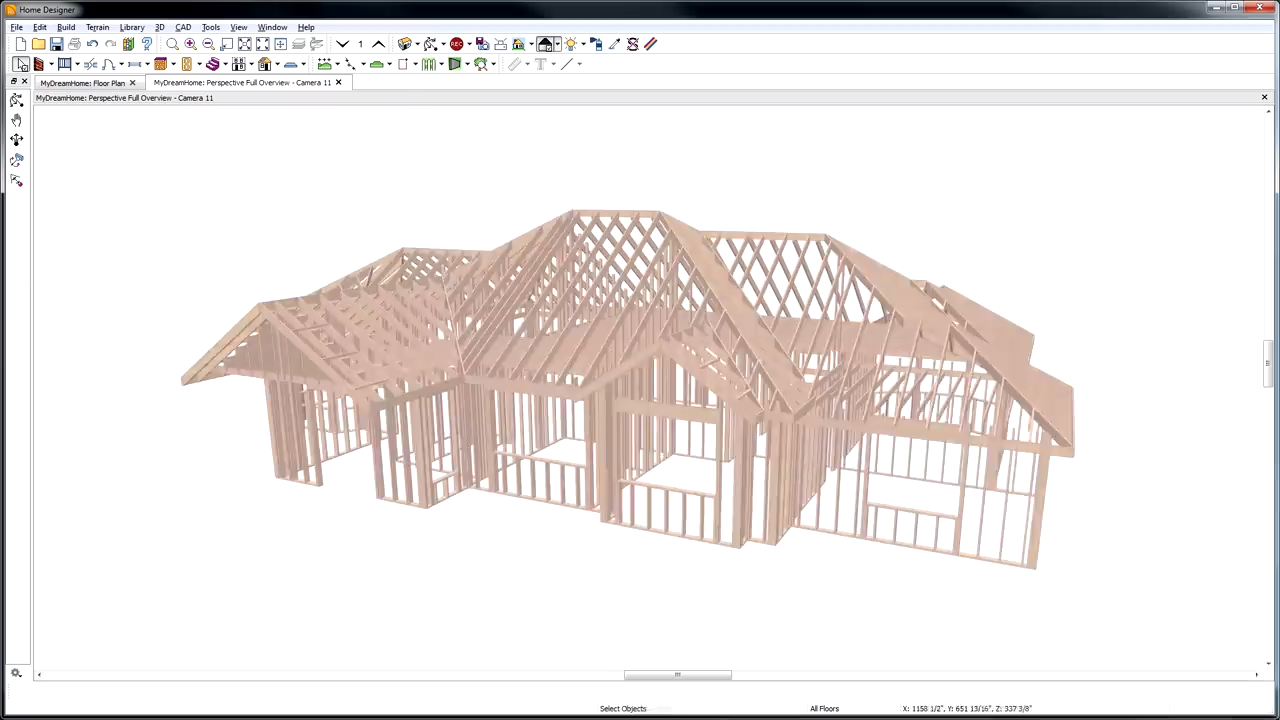 Home Designer
File Edit Build Terrain Library 3D CAD Tools View Window Help
1 REC
MyDreamHome: Floor Plan MyDreamHome: Perspective Full Overview - Camera 11
MyDreamHome: Perspective Full Overview - Camera 11
Select Objects All Floors X: 1158 1/2", Y: 651 13/16", Z: 337 3/8"